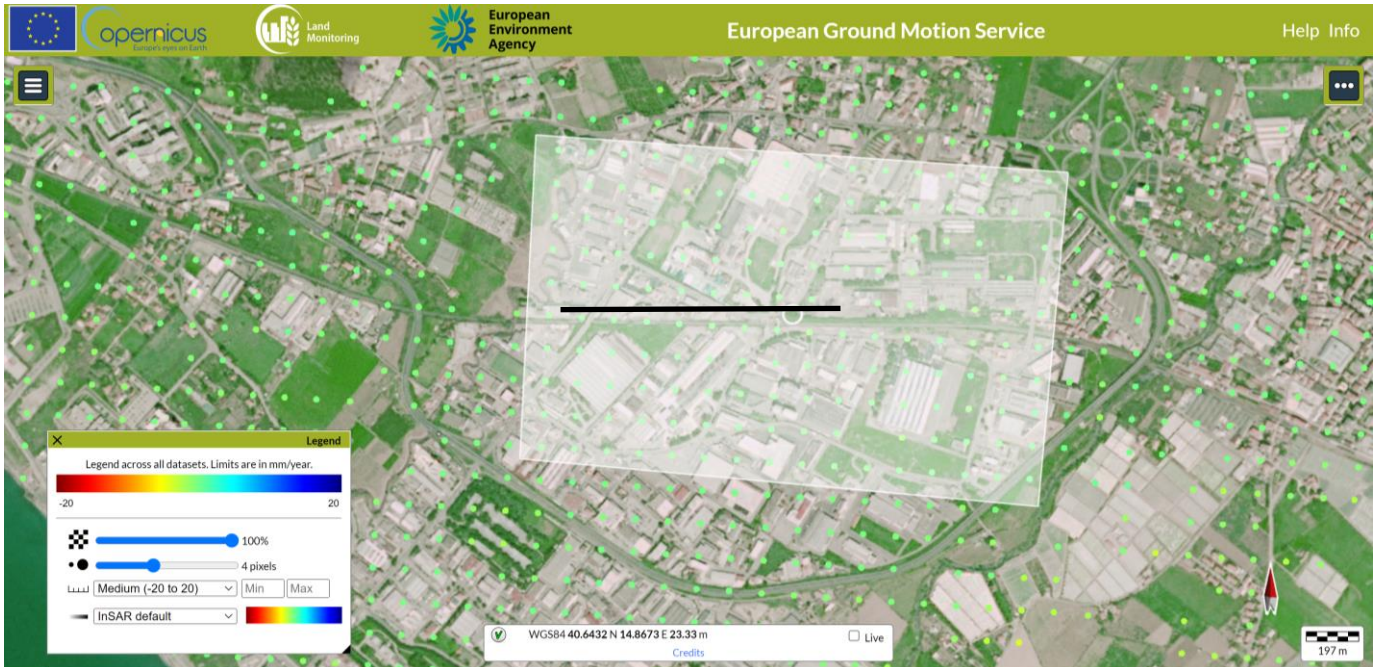 opernicus
Europe's eyes on Earth
Land
Monitoring
European
Environment
Agency
European Ground Motion Service
Help Info
Legend
Legend across all datasets. Limits are in mm/year.
-20 20
100%
4 pixels
Medium (-20 to 20) Min Max
InSAR default
WGS84 40.6432 N 14.8673 E 23.33 m
Live
Credits
197 m